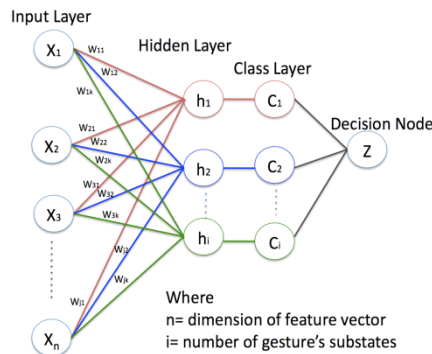 Input Layer
Hidden Layer
Class Layer
Decision Node
X1
W11
W12
W1k
h1
C1
X2
W21
W22
W2k
h2
C2
Z
X3
W31
W32
W3k
hi
Ci
Wj2
Wj1
Wjk
Xn
Where
n= dimension of feature vector
i= number of gesture's substates